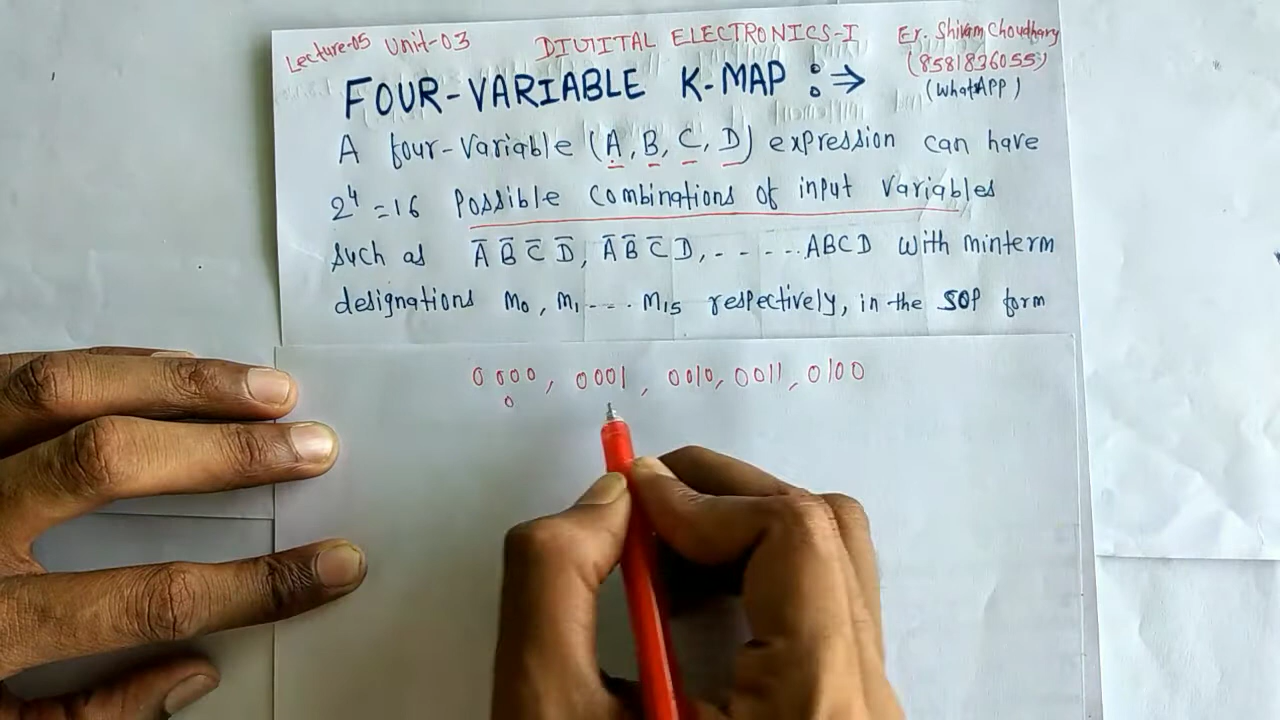 Lecture-05 Unit-03 DIGITAL ELECTRONICS-I Er. Shivam Choudhary
(8581836055)
FOUR-VARIABLE K-MAP :⇒ (WhatsAPP)
A four-variable (A, B, C, D) expression can have
2⁴ = 16 Possible Combinations of input variables
such as A̅ B̅ C̅ D̅, A̅ B̅ C̅ D, - - - .... ABCD with minterm
designations M₀, M₁ --- M₁₅ respectively, in the SOP form
0000, 0001, 0010, 0011, 0100
0